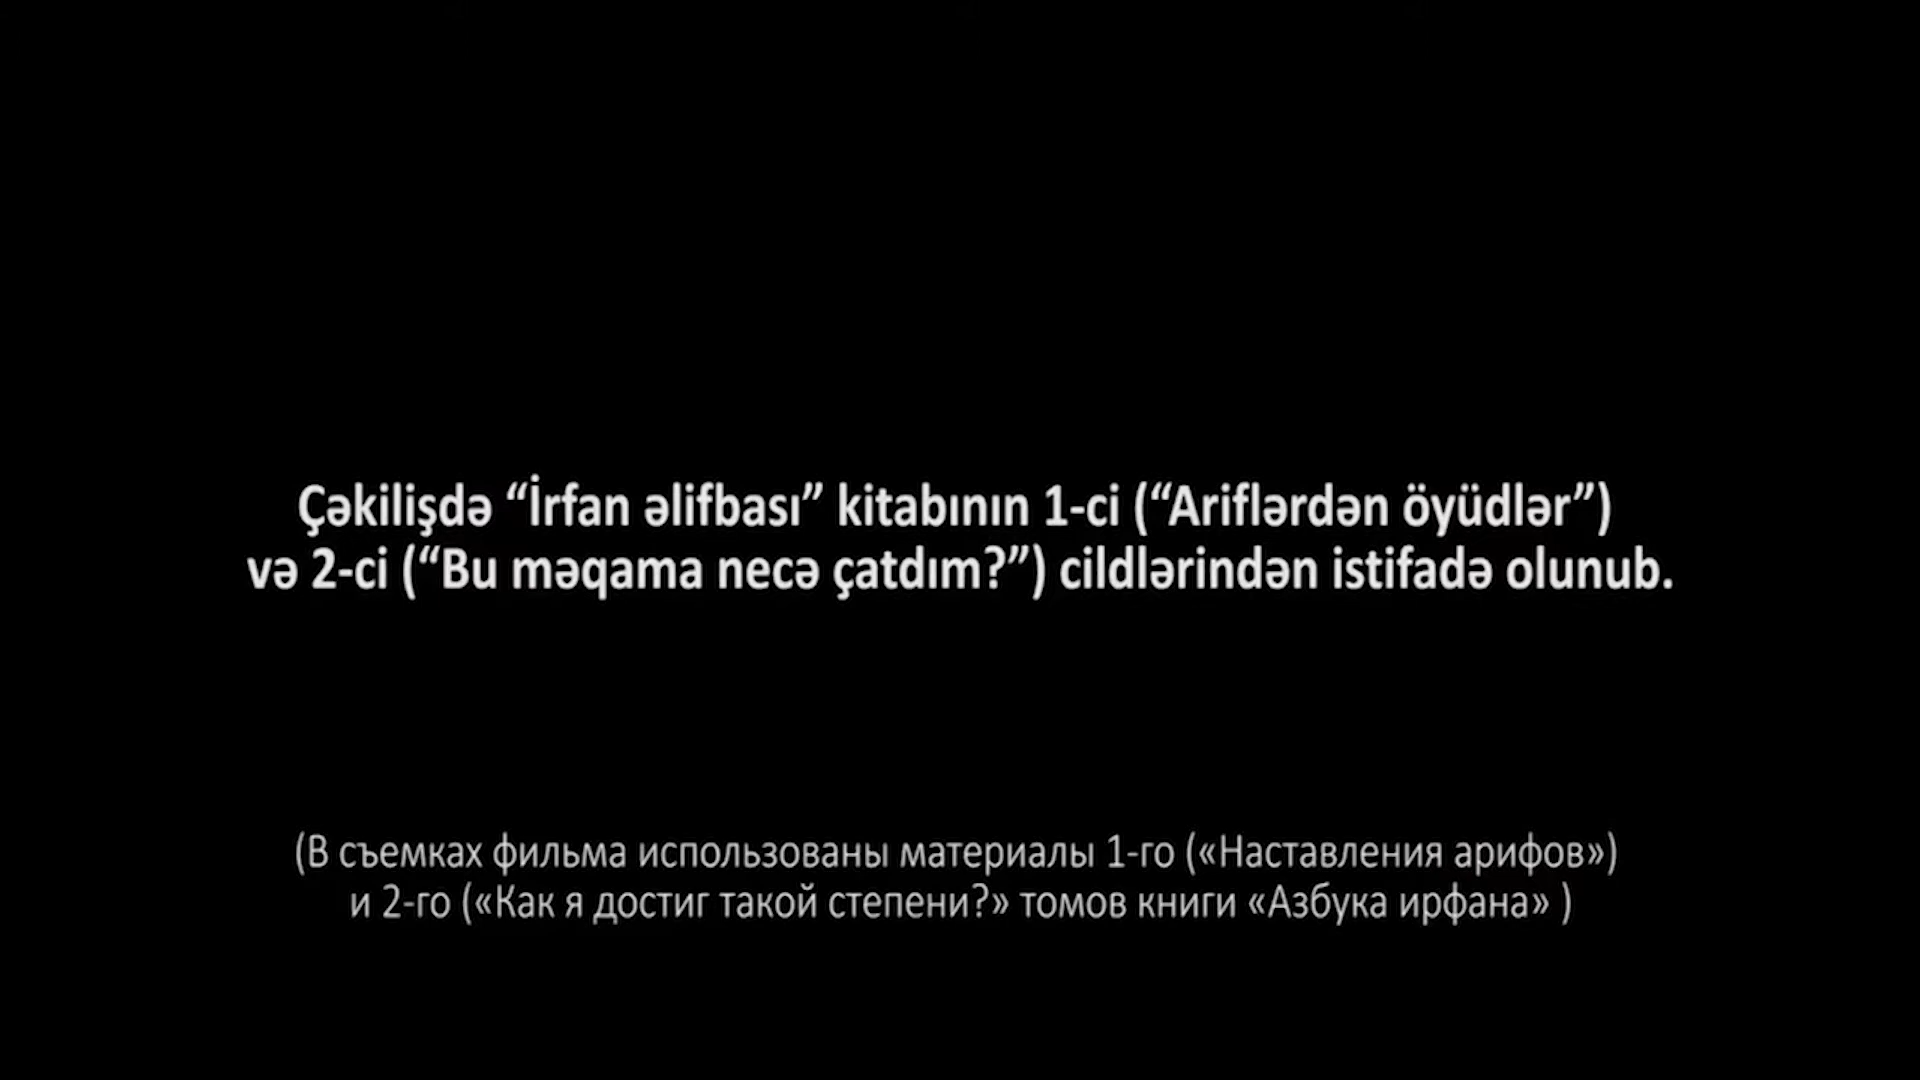 Çəkilişdə “İrfan əlifbası” kitabının 1-ci (“Ariflərdən öyüdlər”)
və 2-ci (“Bu məqama necə çatdım?”) cildlərindən istifadə olunub.
(В съемках фильма использованы материалы 1-го («Наставления арифов»)
и 2-го («Как я достиг такой степени?» томов книги «Азбука ирфана» )